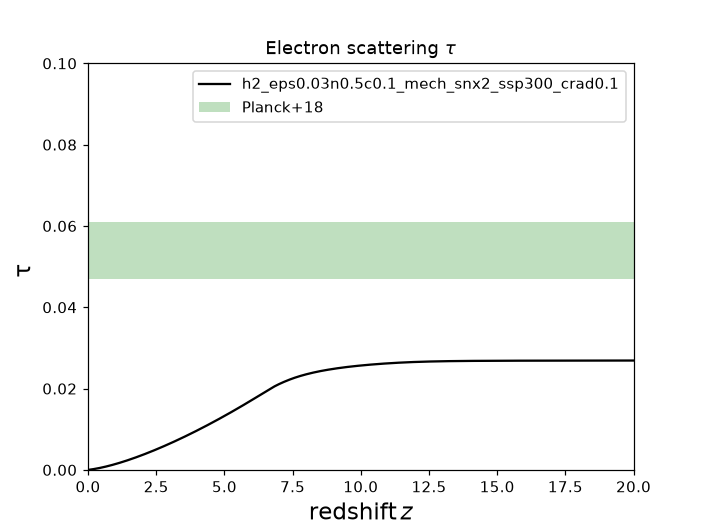 Electron scattering τ
h2_eps0.03n0.5c0.1_mech_snx2_ssp300_crad0.1
Planck+18
τ
0.10
0.08
0.06
0.04
0.02
0.00
0.0 2.5 5.0 7.5 10.0 12.5 15.0 17.5 20.0
redshift z